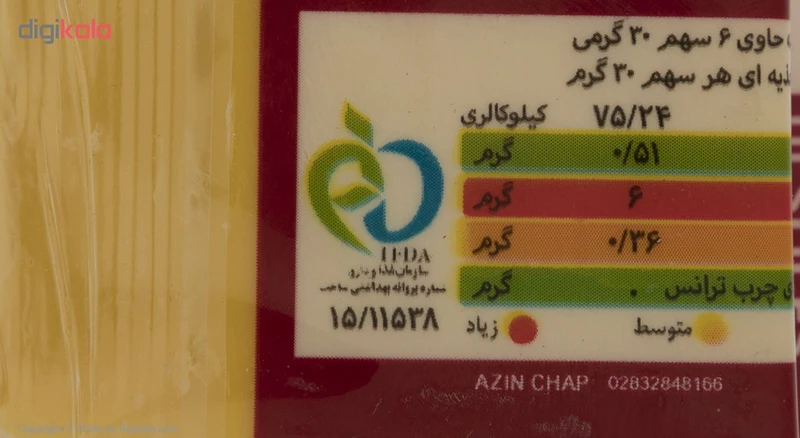 digikala
حاوی ۶ سهم ۳۰ گرمی
ای هر سهم ۳۰ گرم
۷۵/۲۴ کیلوکالری
۰/۵۱ گرم
۶ گرم
۰/۳۶ گرم
چرب ترانس ۰ گرم
متوسط زیاد
IFDA
سازمان غذا و دارو
شماره پروانه بهداشتی ساخت
۱۵/۱۱۵۳۸
AZIN CHAP 02832848166